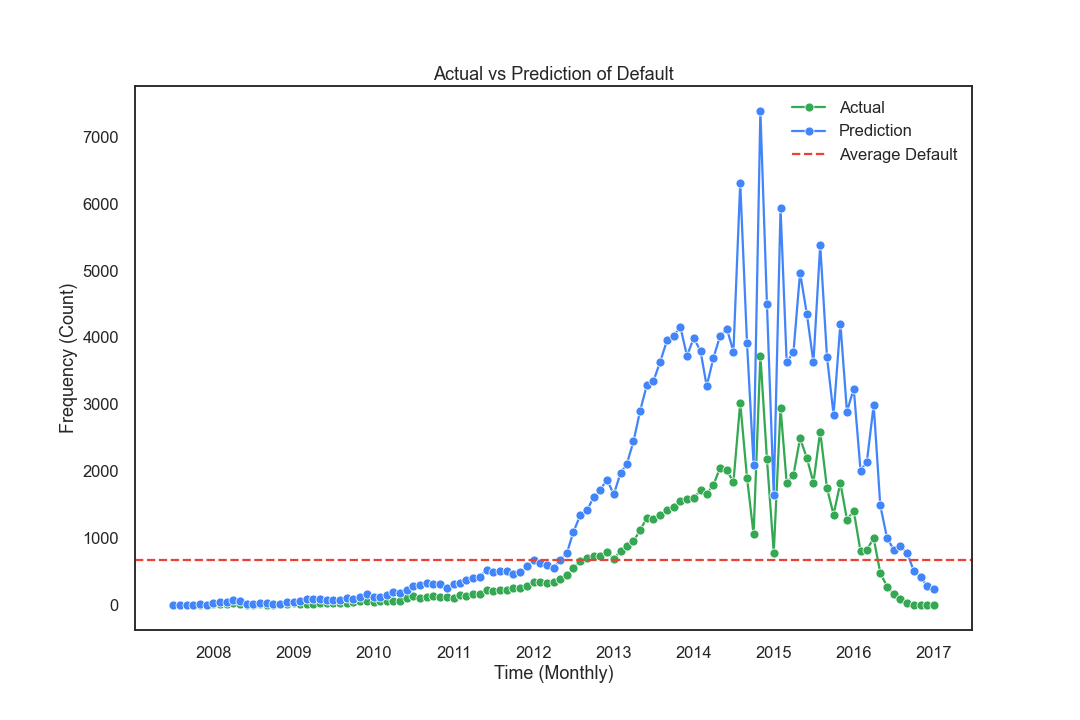 Actual vs Prediction of Default
Actual
Prediction
Average Default
Frequency (Count)
7000
6000
5000
4000
3000
2000
1000
0
2008 2009 2010 2011 2012 2013 2014 2015 2016 2017
Time (Monthly)